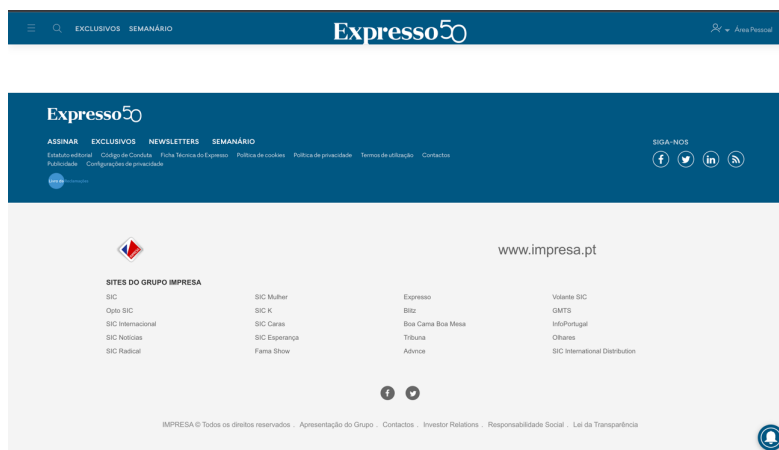 EXCLUSIVOS SEMANÁRIO
Expresso50
Área Pessoal
Expresso50
ASSINAR EXCLUSIVOS NEWSLETTERS SEMANÁRIO
Estatuto editorial Código de Conduta Ficha Técnica do Expresso Política de cookies Política de privacidade Termos de utilização Contactos
Publicidade Configurações de privacidade
SIGA-NOS
www.impresa.pt
SITES DO GRUPO IMPRESA
SIC SIC Mulher Expresso Volante SIC
Opto SIC SIC K Blitz GMTS
SIC Internacional SIC Caras Boa Cama Boa Mesa InfoPortugal
SIC Notícias SIC Esperança Tribuna Olhares
SIC Radical Fama Show Advnce SIC International Distribution
IMPRESA © Todos os direitos reservados . Apresentação do Grupo . Contactos . Investor Relations . Responsabilidade Social . Lei da Transparência